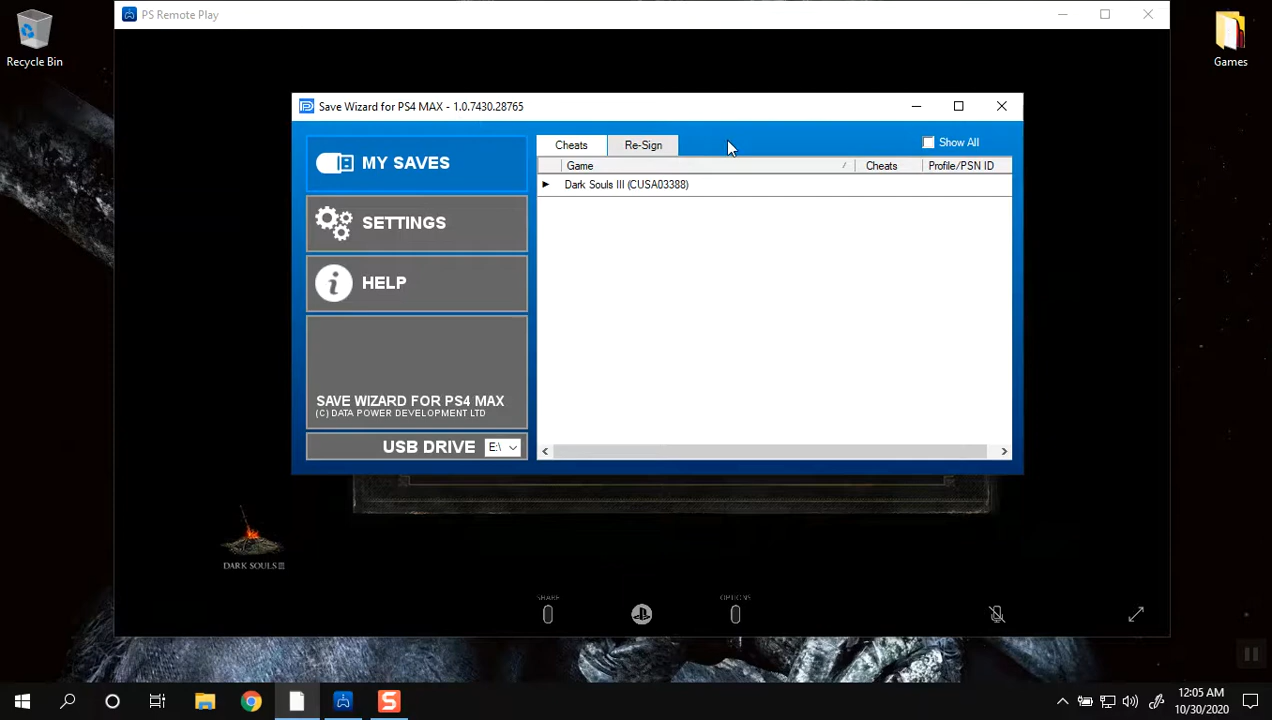 PS Remote Play
Recycle Bin
Games
Save Wizard for PS4 MAX - 1.0.7430.28765
MY SAVES
SETTINGS
HELP
SAVE WIZARD FOR PS4 MAX
(C) DATA POWER DEVELOPMENT LTD
USB DRIVE E:\
Cheats Re-Sign Show All
Game Cheats Profile/PSN ID
Dark Souls III (CUSA03388)
DARK SOULS III
SHARE OPTIONS
12:05 AM
10/30/2020